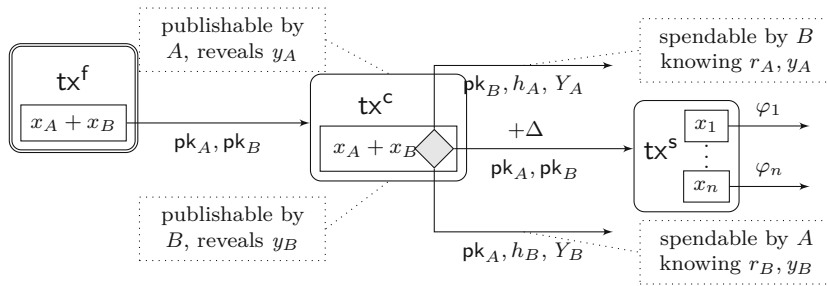 publishable by
A, reveals y_A
spendable by B
knowing r_A, y_A
tx^f
x_A + x_B
pk_A, pk_B
tx^c
x_A + x_B
pk_B, h_A, Y_A
+Δ
pk_A, pk_B
tx^s
x_1
φ_1
⋮
x_n
φ_n
publishable by
B, reveals y_B
pk_A, h_B, Y_B
spendable by A
knowing r_B, y_B